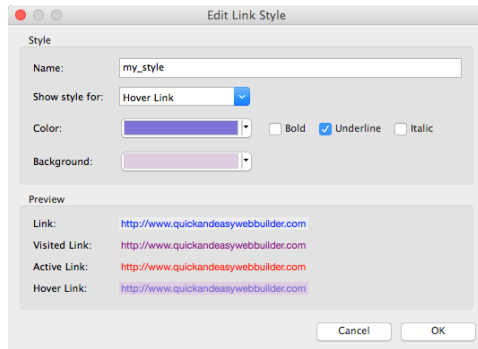 Edit Link Style
Style
Name: my_style
Show style for: Hover Link
Color: Bold Underline Italic
Background:
Preview
Link: http://www.quickandeasywebbuilder.com
Visited Link: http://www.quickandeasywebbuilder.com
Active Link: http://www.quickandeasywebbuilder.com
Hover Link: http://www.quickandeasywebbuilder.com
Cancel OK